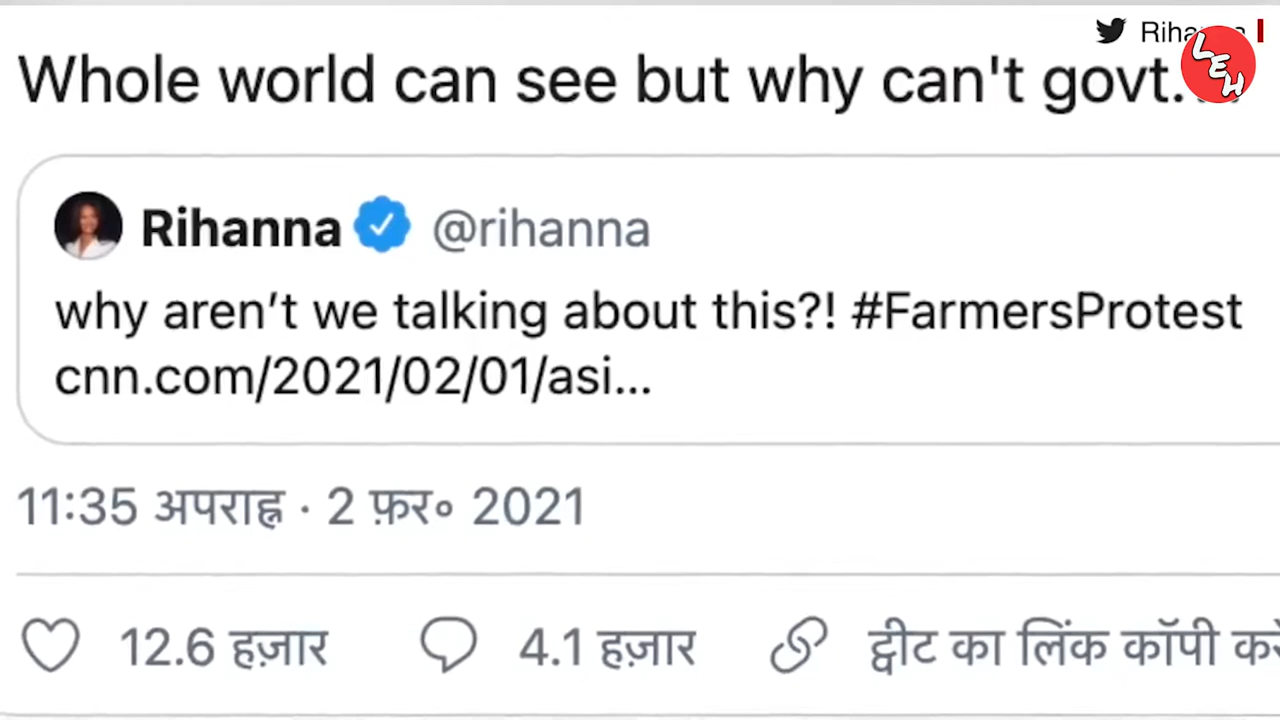 LEH
Whole world can see but why can't govt.
Rihanna @rihanna
why aren’t we talking about this?! #FarmersProtest
cnn.com/2021/02/01/asi...
11:35 अपराह्न · 2 फ़र॰ 2021
12.6 हज़ार 4.1 हज़ार ट्वीट का लिंक कॉपी